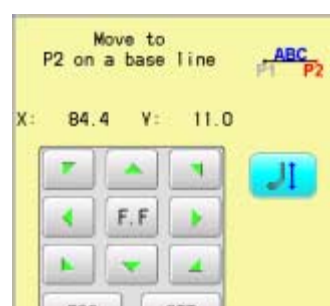 Move to
P2 on a base line
ABC
P1 P2
X: 84.4 Y: 11.0
F.F